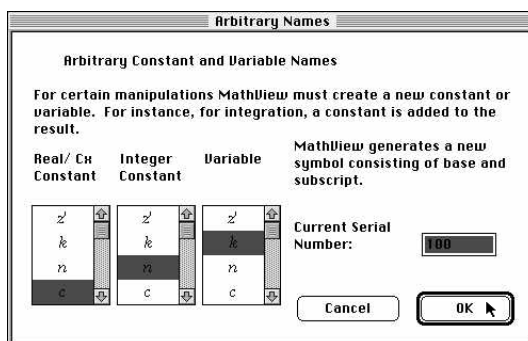 Arbitrary Names
Arbitrary Constant and Variable Names
For certain manipulations MathView must create a new constant or
variable. For instance, for integration, a constant is added to the
result.
Real/ Cx
Constant
Integer
Constant
Variable
MathView generates a new
symbol consisting of base and
subscript.
z'
k
n
c
z'
k
n
c
z'
k
n
c
Current Serial
Number:
100
Cancel
OK